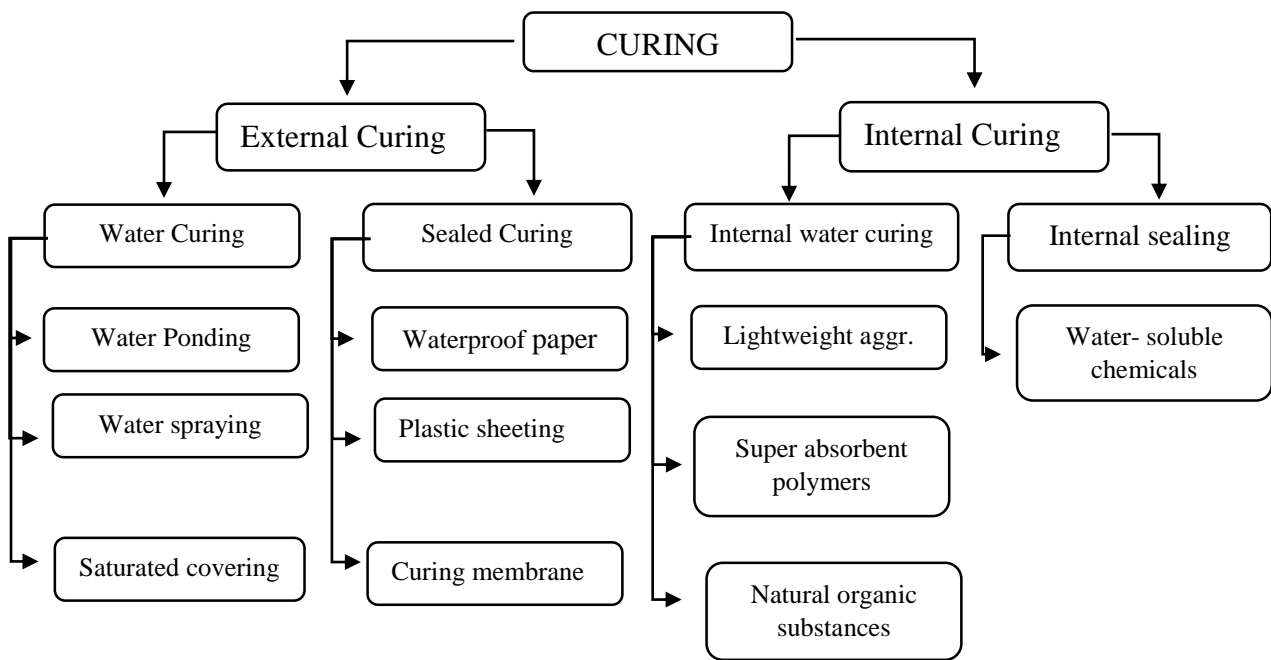 CURING
External Curing
Internal Curing
Water Curing
Sealed Curing
Internal water curing
Internal sealing
Water Ponding
Waterproof paper
Lightweight aggr.
Water- soluble
chemicals
Water spraying
Plastic sheeting
Super absorbent
polymers
Saturated covering
Curing membrane
Natural organic
substances